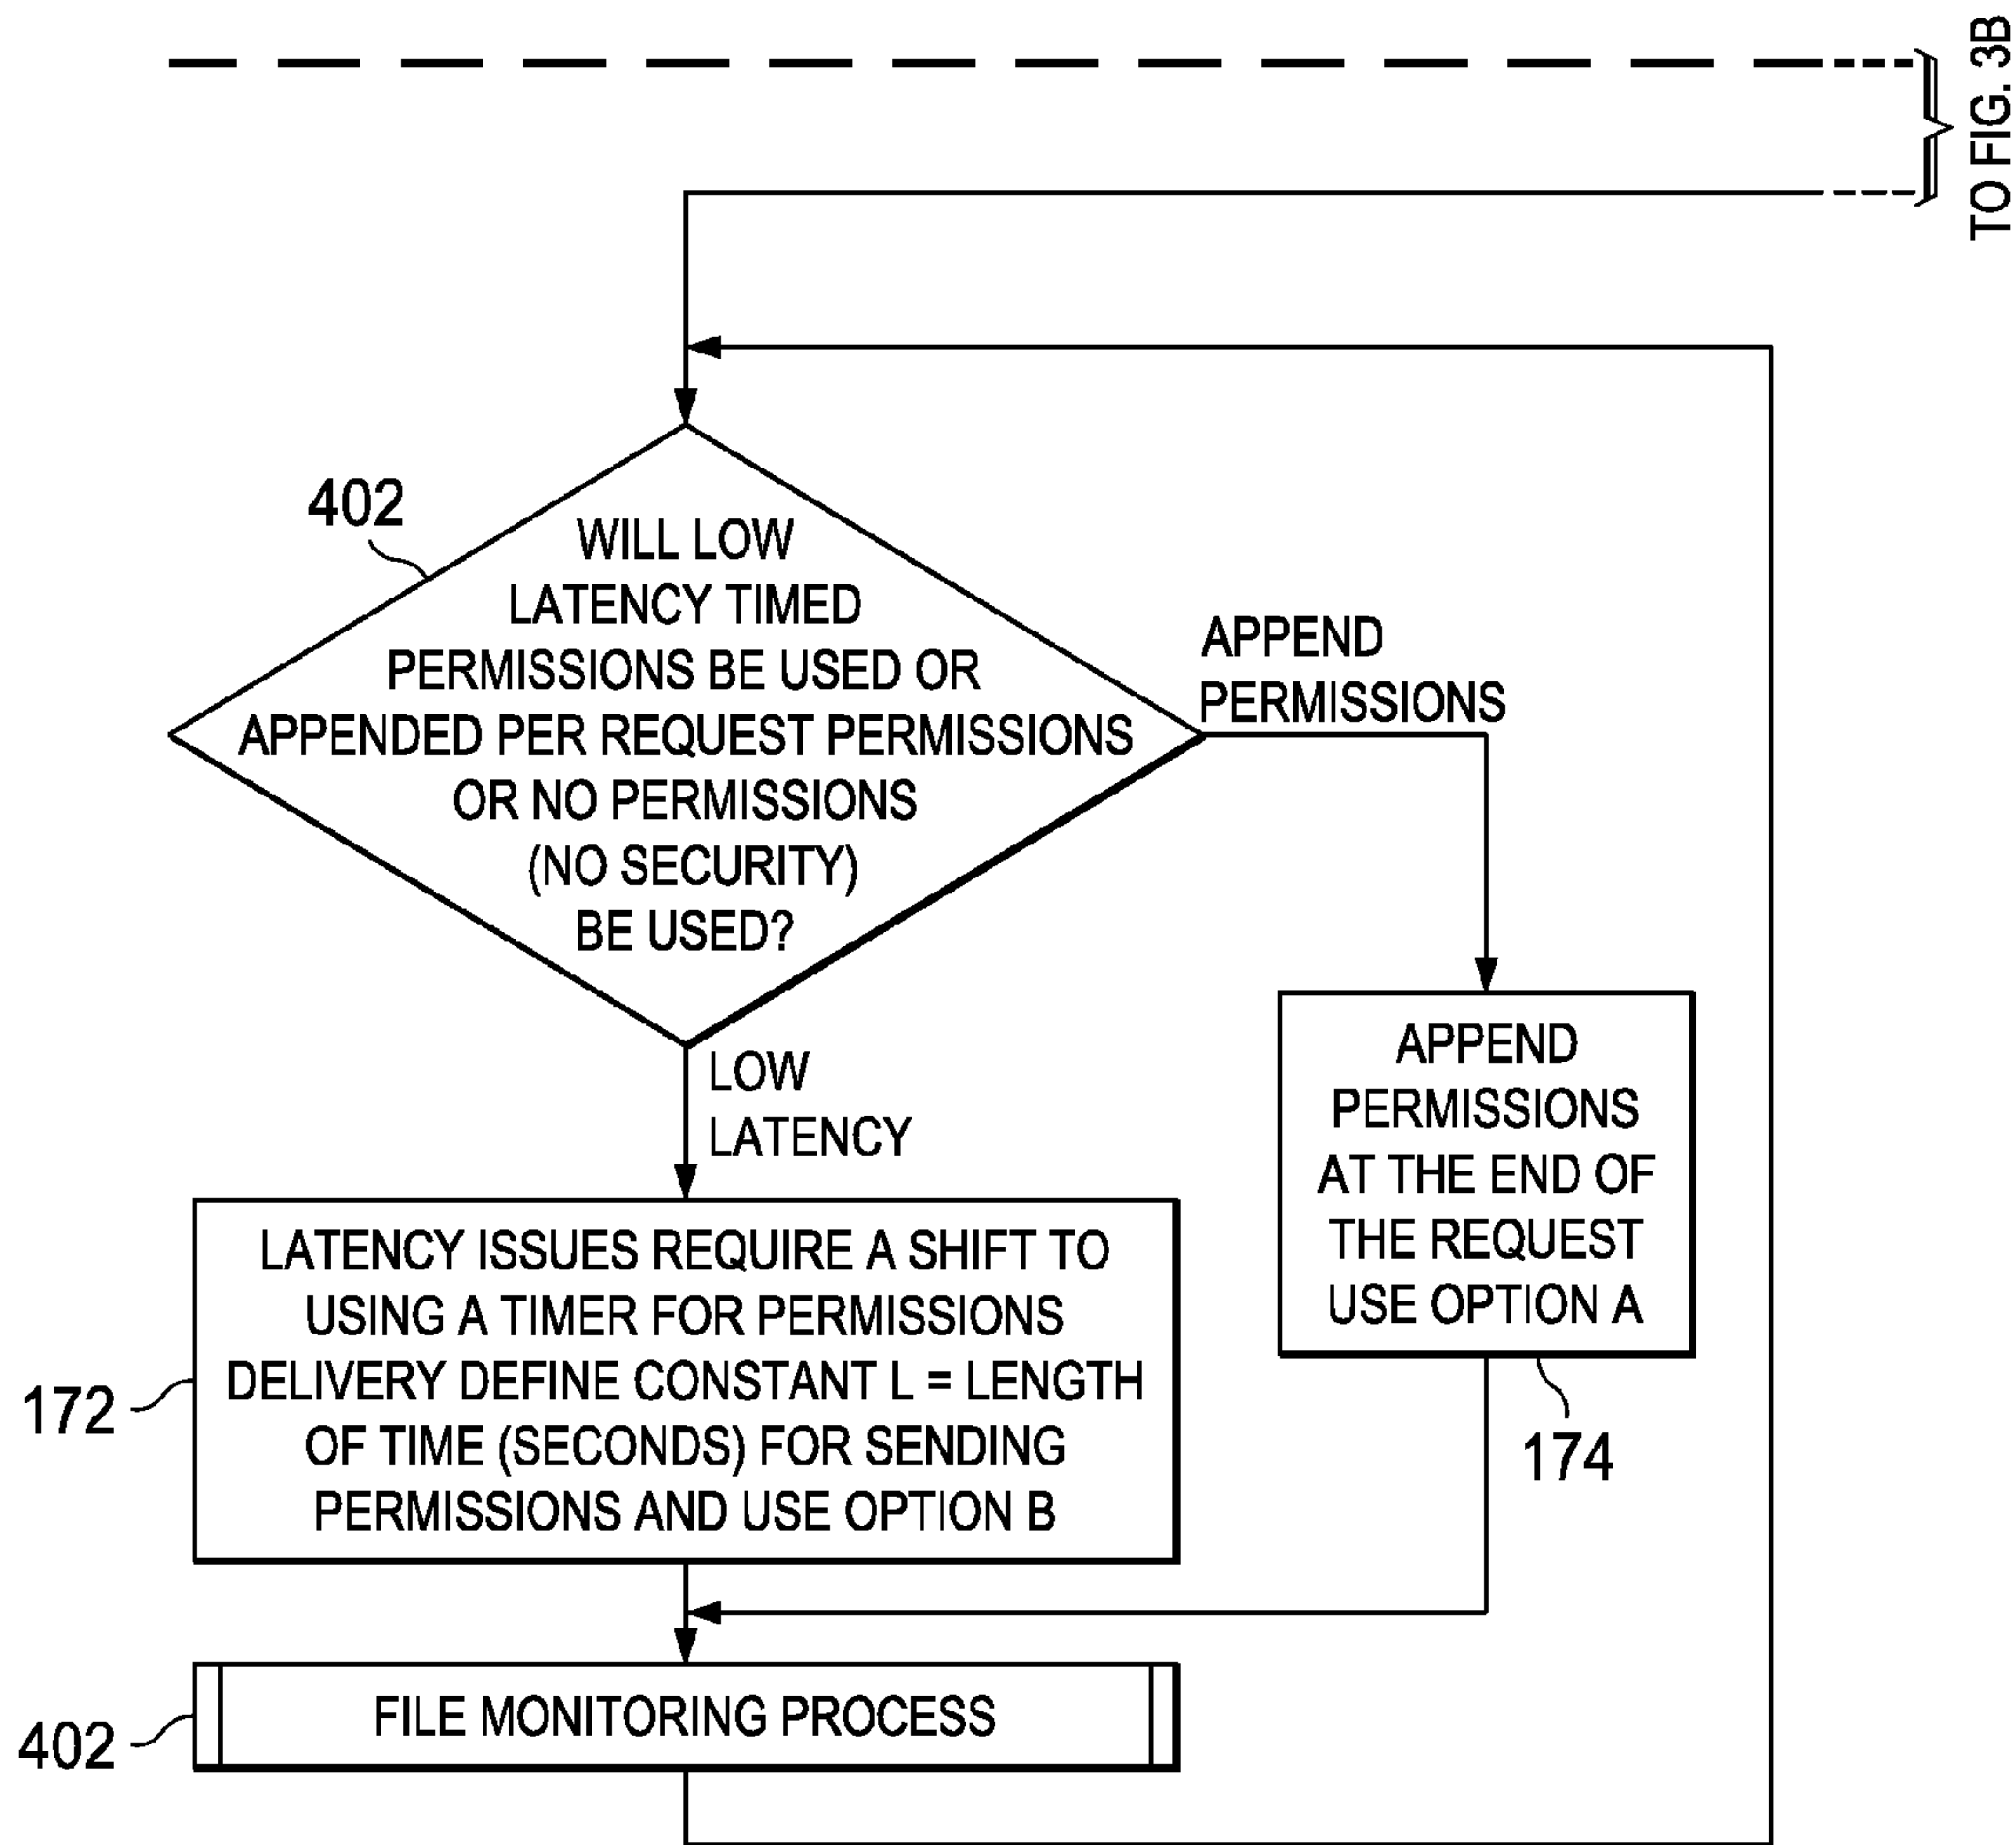 TO FIG. 3B
402
WILL LOW
LATENCY TIMED
PERMISSIONS BE USED OR
APPENDED PER REQUEST PERMISSIONS
OR NO PERMISSIONS
(NO SECURITY)
BE USED?
APPEND
PERMISSIONS
LOW
LATENCY
APPEND
PERMISSIONS
AT THE END OF
THE REQUEST
USE OPTION A
174
LATENCY ISSUES REQUIRE A SHIFT TO
USING A TIMER FOR PERMISSIONS
DELIVERY DEFINE CONSTANT L = LENGTH
OF TIME (SECONDS) FOR SENDING
PERMISSIONS AND USE OPTION B
172
FILE MONITORING PROCESS
402